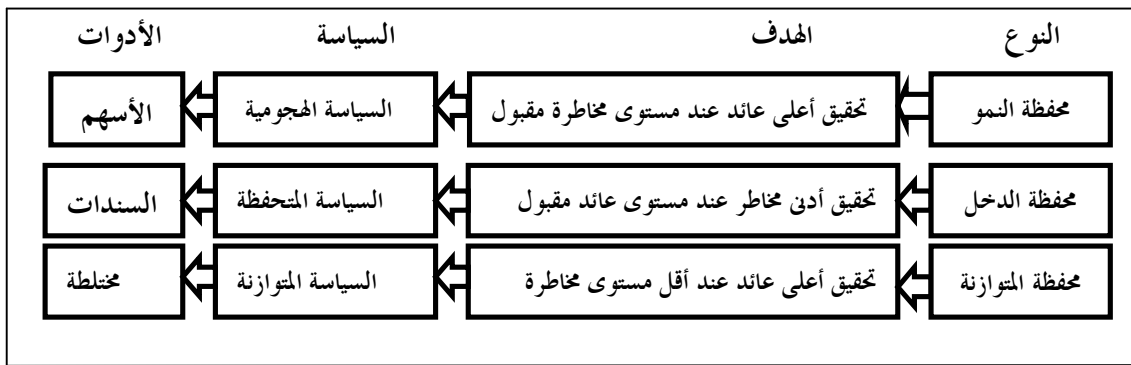 النوع الهدف السياسة الأدوات
محفظة النمو تحقيق أعلى عائد عند مستوى مخاطرة مقبول السياسة الهجومية الأسهم
محفظة الدخل تحقيق أدنى مخاطر عند مستوى عائد مقبول السياسة المتحفظة السندات
محفظة المتوازنة تحقيق أعلى عائد عند أقل مستوى مخاطرة السياسة المتوازنة مختلطة